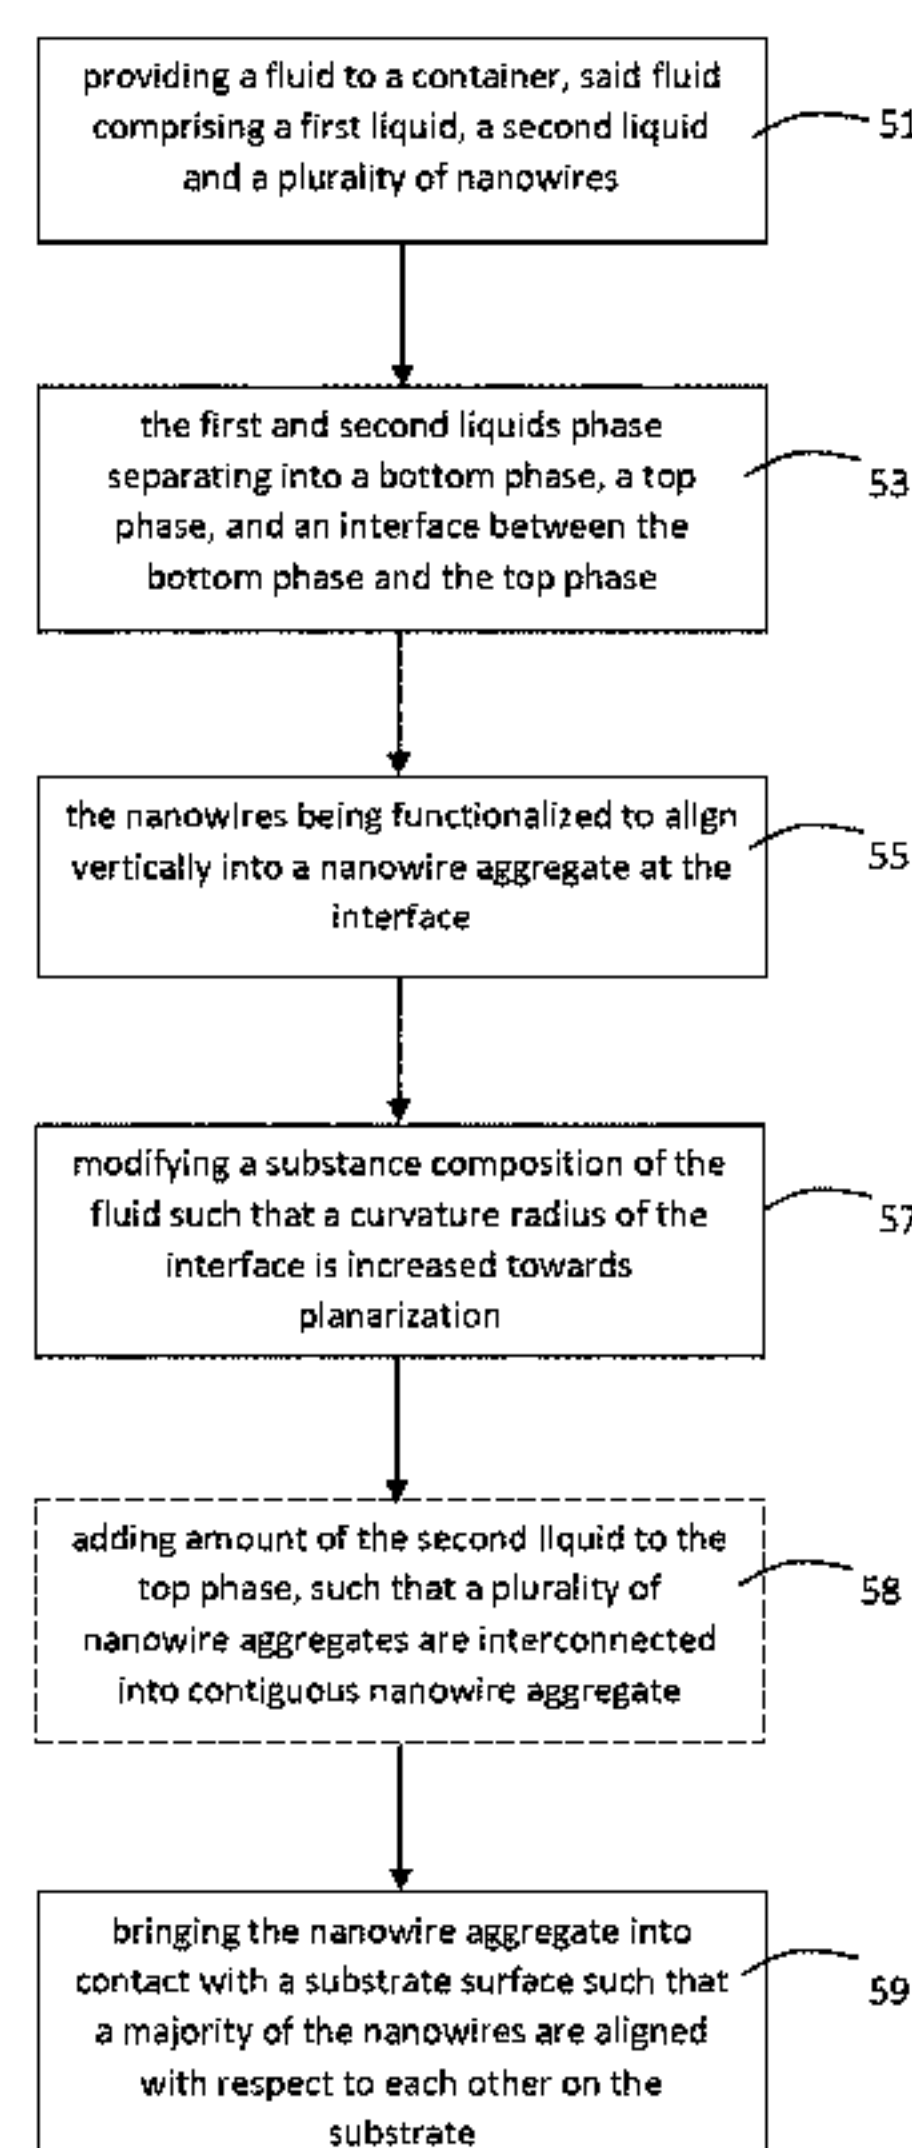 providing a fluid to a container, said fluid
comprising a first liquid, a second liquid
and a plurality of nanowires
51
the first and second liquids phase
separating into a bottom phase, a top
phase, and an interface between the
bottom phase and the top phase
53
the nanowires being functionalized to align
vertically into a nanowire aggregate at the
interface
55
modifying a substance composition of the
fluid such that a curvature radius of the
interface is increased towards
planarization
57
adding amount of the second liquid to the
top phase, such that a plurality of
nanowire aggregates are interconnected
into contiguous nanowire aggregate
58
bringing the nanowire aggregate into
contact with a substrate surface such that
a majority of the nanowires are aligned
with respect to each other on the
substrate
59